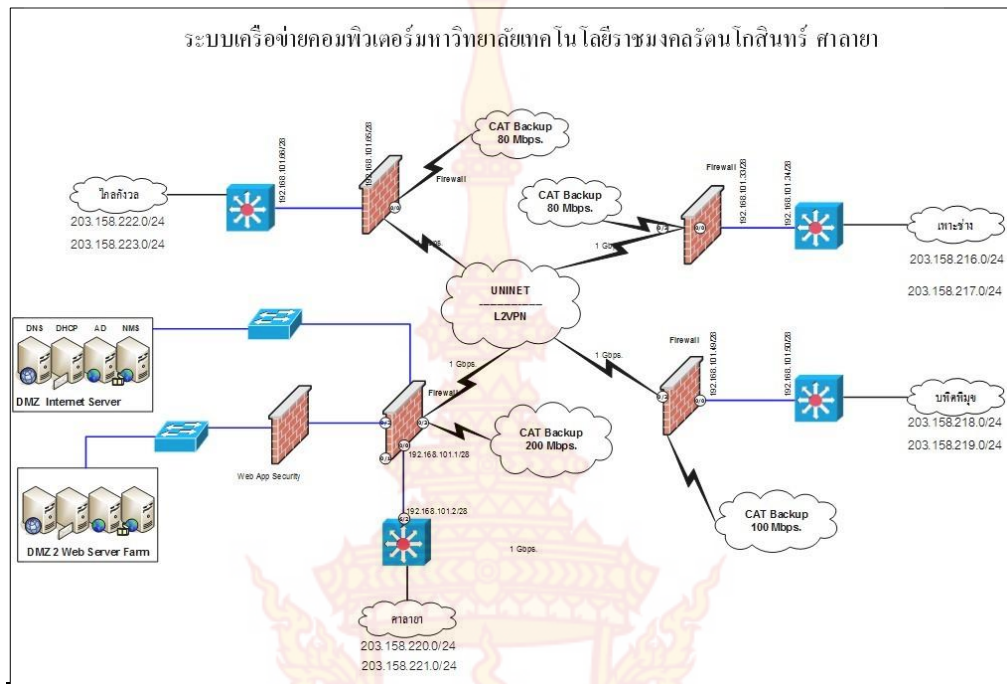 ระบบเครือข่ายคอมพิวเตอร์มหาวิทยาลัยเทคโนโลยีราชมงคลรัตนโกสินทร์ ศาลายา
CAT Backup
80 Mbps.
192.168.101.66/28
192.168.101.65/28
Firewall
0/0
ไกลกังวล
203.158.222.0/24
203.158.223.0/24
CAT Backup
80 Mbps.
Firewall
192.168.101.33/28
192.168.101.34/28
0/0
1 Gbps.
เพาะช่าง
203.158.216.0/24
203.158.217.0/24
UNINET
L2VPN
DNS DHCP AD NMS
DMZ Internet Server
1 Gbps.
Firewall
0/0
192.168.101.1/28
CAT Backup
200 Mbps.
Web App Security
DMZ 2 Web Server Farm
192.168.101.2/28
1 Gbps.
ศาลายา
203.158.220.0/24
203.158.221.0/24
1 Gbps.
Firewall
192.168.101.49/28
192.168.101.50/28
0/0
บพิตรพิมุข
203.158.218.0/24
203.158.219.0/24
CAT Backup
100 Mbps.